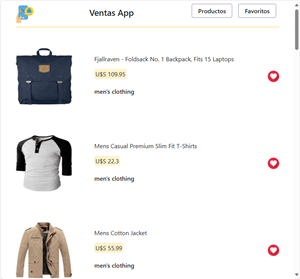 Ventas App
Productos
Favoritos
Fjallraven - Foldsack No. 1 Backpack, Fits 15 Laptops
U$S 109.95
men's clothing
Mens Casual Premium Slim Fit T-Shirts
U$S 22.3
men's clothing
Mens Cotton Jacket
U$S 55.99
men's clothing